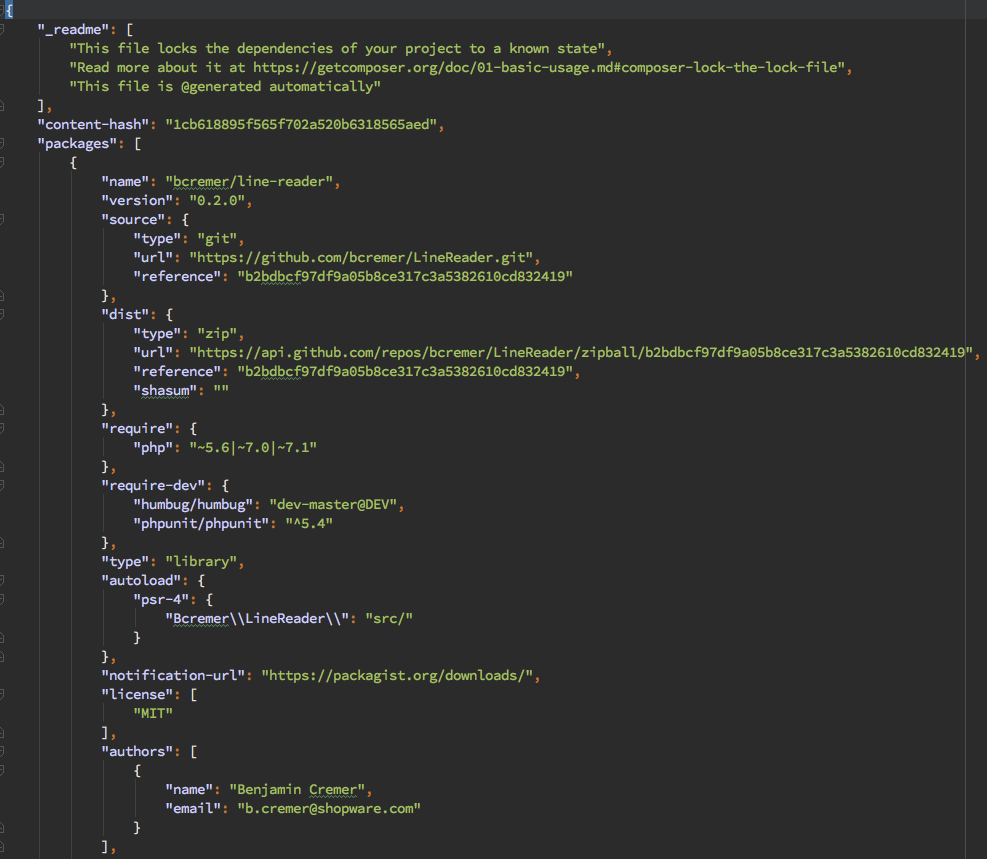 {
"_readme": [
"This file locks the dependencies of your project to a known state",
"Read more about it at https://getcomposer.org/doc/01-basic-usage.md#composer-lock-the-lock-file",
"This file is @generated automatically"
],
"content-hash": "1cb618895f565f702a520b6318565aed",
"packages": [
{
"name": "bcremer/line-reader",
"version": "0.2.0",
"source": {
"type": "git",
"url": "https://github.com/bcremer/LineReader.git",
"reference": "b2bdbcf97df9a05b8ce317c3a5382610cd832419"
},
"dist": {
"type": "zip",
"url": "https://api.github.com/repos/bcremer/LineReader/zipball/b2bdbcf97df9a05b8ce317c3a5382610cd832419",
"reference": "b2bdbcf97df9a05b8ce317c3a5382610cd832419",
"shasum": ""
},
"require": {
"php": "~5.6|~7.0|~7.1"
},
"require-dev": {
"humbug/humbug": "dev-master@DEV",
"phpunit/phpunit": "^5.4"
},
"type": "library",
"autoload": {
"psr-4": {
"Bcremer\\LineReader\\": "src/"
}
},
"notification-url": "https://packagist.org/downloads/",
"license": [
"MIT"
],
"authors": [
{
"name": "Benjamin Cremer",
"email": "b.cremer@shopware.com"
}
],